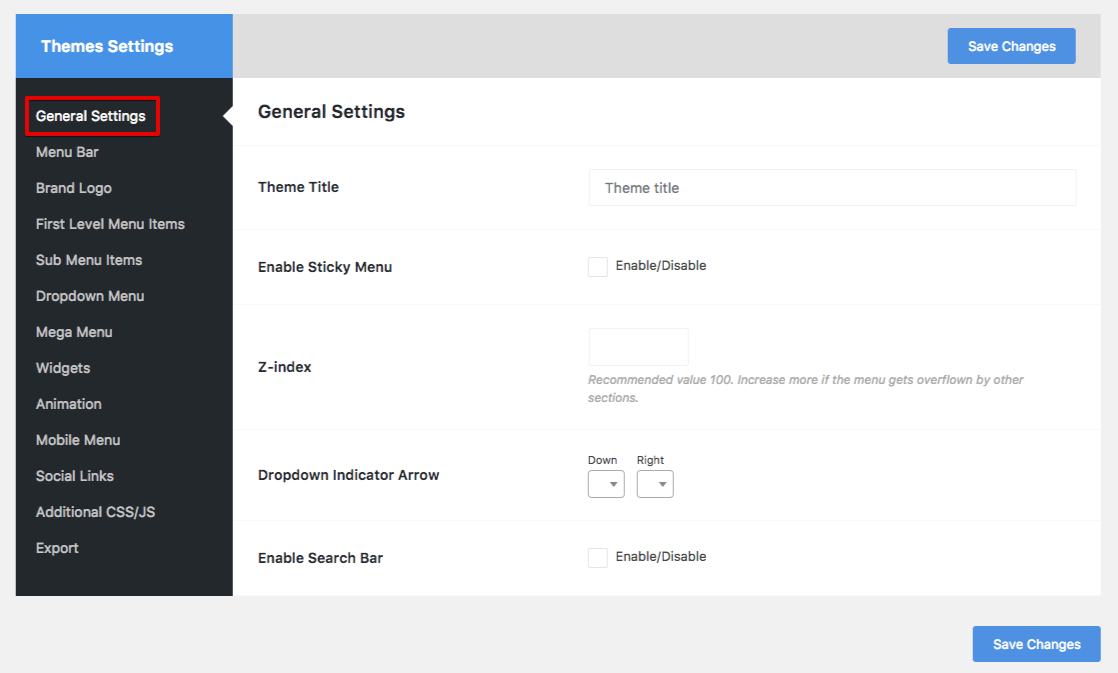 Themes Settings
Save Changes
General Settings
Menu Bar
Brand Logo
First Level Menu Items
Sub Menu Items
Dropdown Menu
Mega Menu
Widgets
Animation
Mobile Menu
Social Links
Additional CSS/JS
Export
General Settings
Theme Title
Theme title
Enable Sticky Menu
Enable/Disable
Z-index
Recommended value 100. Increase more if the menu gets overflown by other
sections.
Dropdown Indicator Arrow
Down Right
Enable Search Bar
Enable/Disable
Save Changes